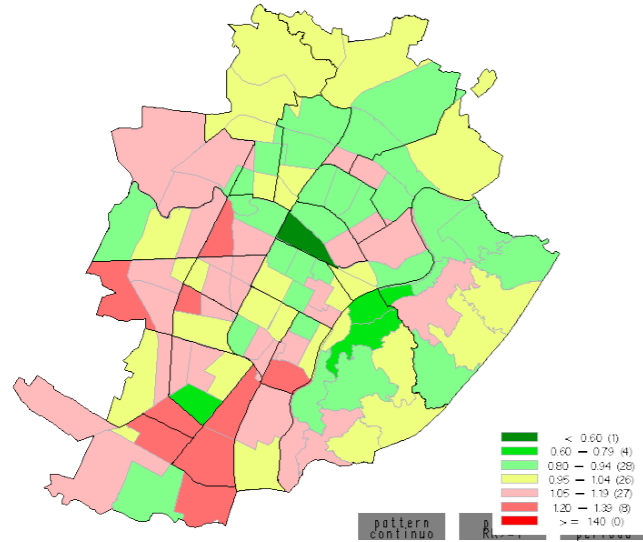 < 0.60 (1)
0.60 – 0.79 (4)
0.80 – 0.94 (28)
0.95 – 1.04 (26)
1.05 – 1.19 (27)
1.20 – 1.39 (8)
>= 140 (0)
pattern
continuo